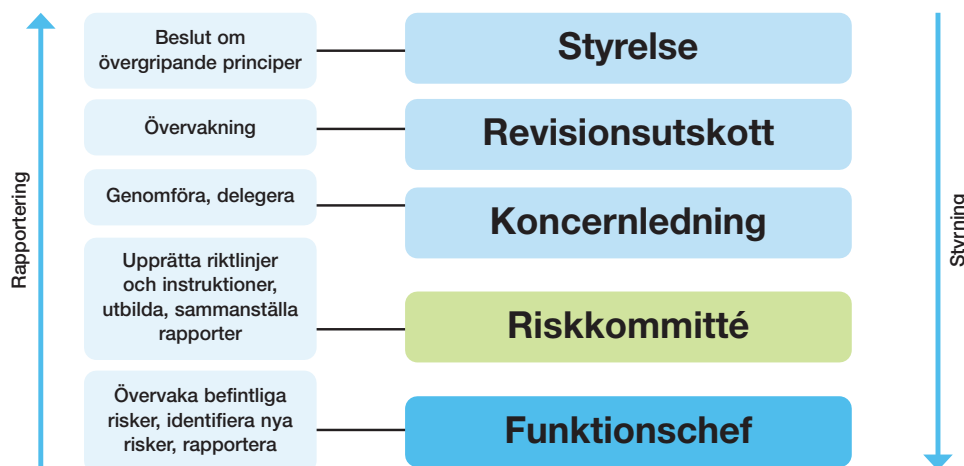 Rapportering
Beslut om
övergripande principer
Styrelse
Övervakning
Revisionsutskott
Genomföra, delegera
Koncernledning
Upprätta riktlinjer
och instruktioner,
utbilda, sammanställa
rapporter
Riskkommitté
Övervaka befintliga
risker, identifiera nya
risker, rapportera
Funktionschef
Styrning